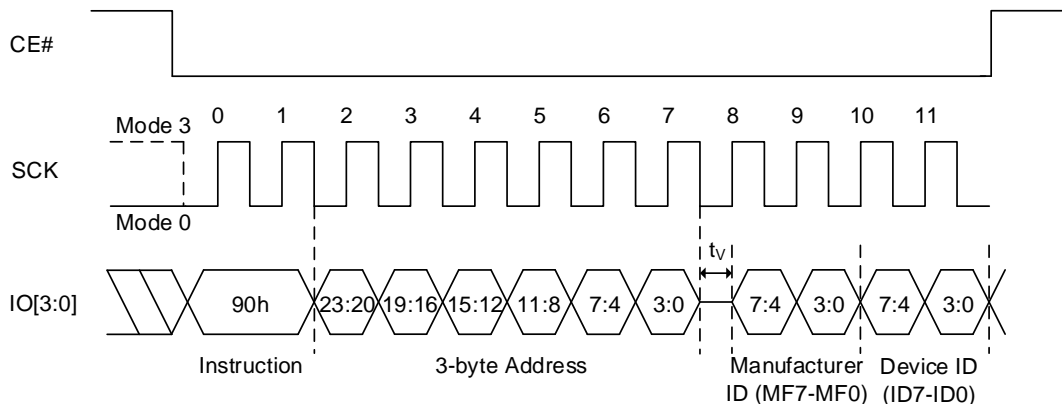 CE#
0 1 2 3 4 5 6 7 8 9 10 11
Mode 3
SCK
Mode 0
tV
IO[3:0] 90h 23:20 19:16 15:12 11:8 7:4 3:0 7:4 3:0 7:4 3:0
Instruction 3-byte Address Manufacturer Device ID
ID (MF7-MF0) (ID7-ID0)